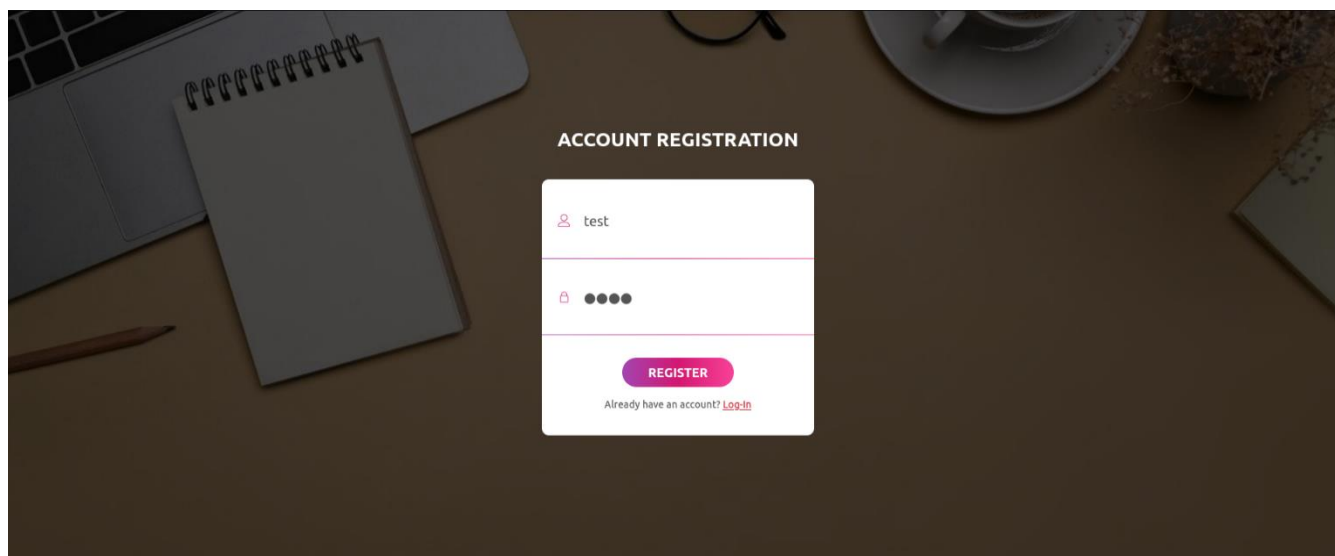 ACCOUNT REGISTRATION
test
●●●●
REGISTER
Already have an account? Log-In